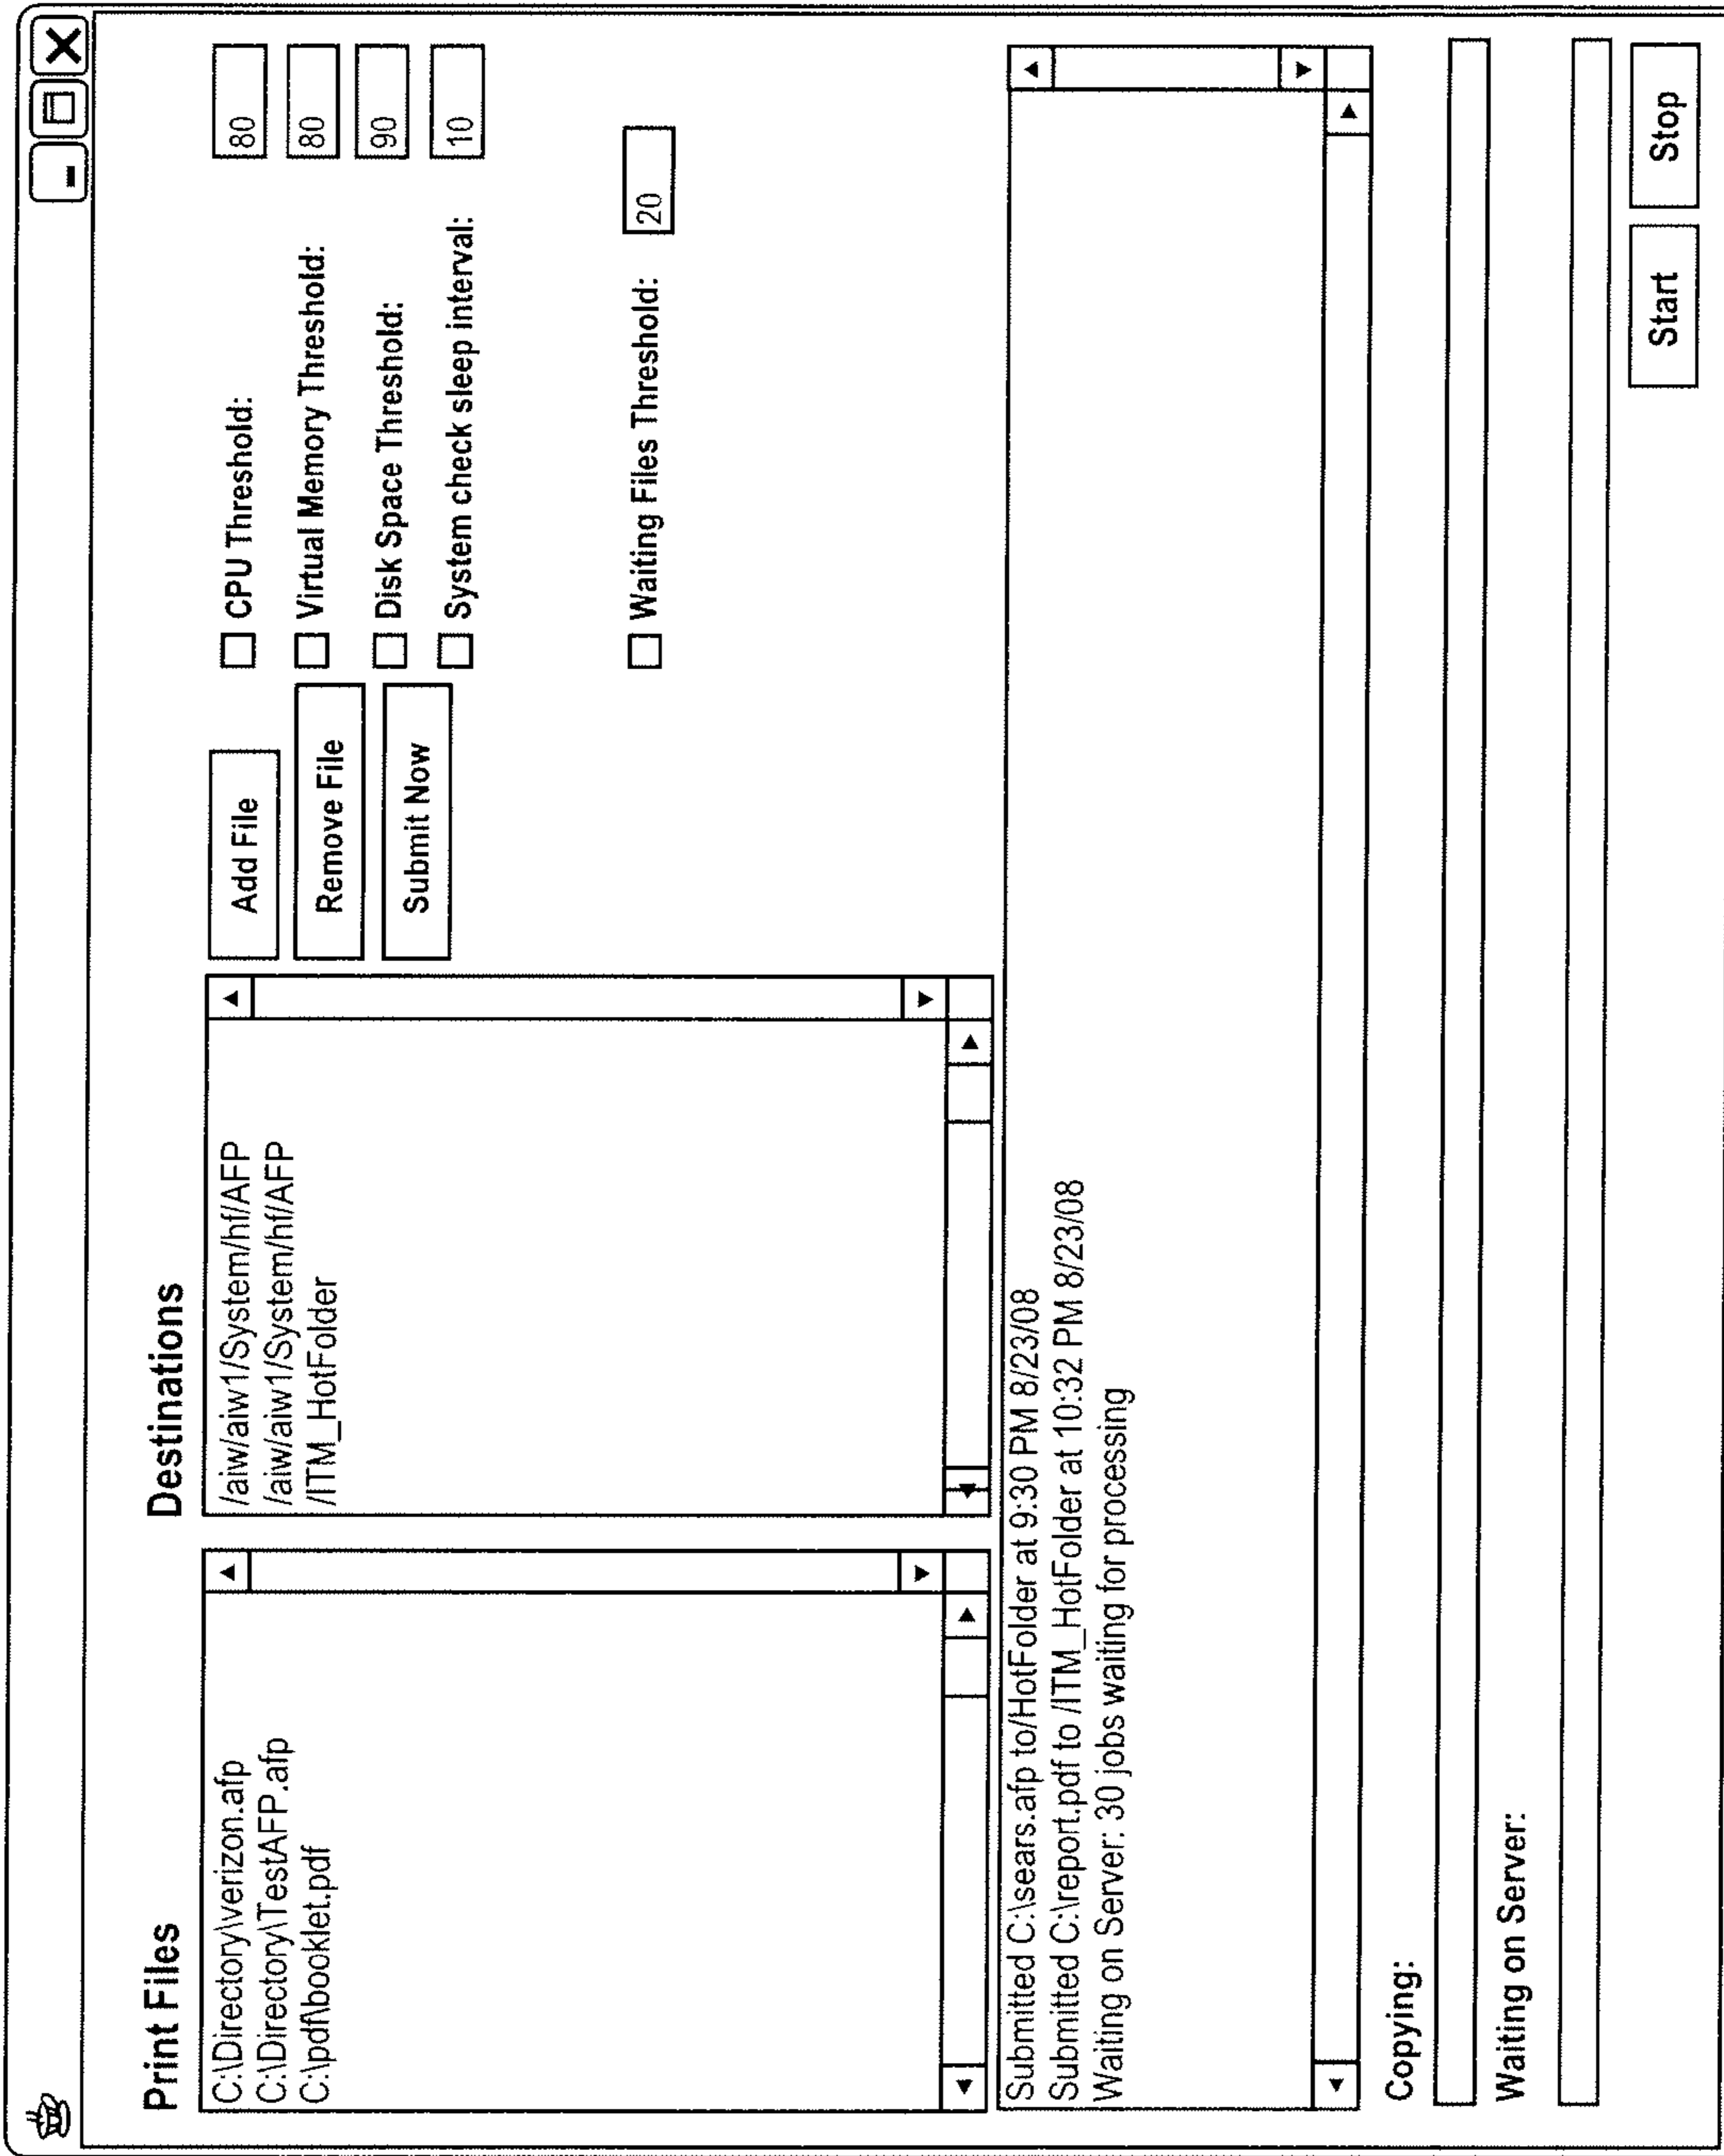 Print Files
C:\Directory\verizon.afp
C:\Directory\TestAFP.afp
C:\pdf\booklet.pdf
Destinations
/aiw/aiw1/System/hf/AFP
/aiw/aiw1/System/hf/AFP
/ITM_HotFolder
Add File
Remove File
Submit Now
CPU Threshold: 80
Virtual Memory Threshold: 80
Disk Space Threshold: 90
System check sleep interval: 10
Waiting Files Threshold: 20
Submitted C:\sears.afp to/HotFolder at 9:30 PM 8/23/08
Submitted C:\report.pdf to /ITM_HotFolder at 10:32 PM 8/23/08
Waiting on Server: 30 jobs waiting for processing
Copying:
Waiting on Server:
Start Stop